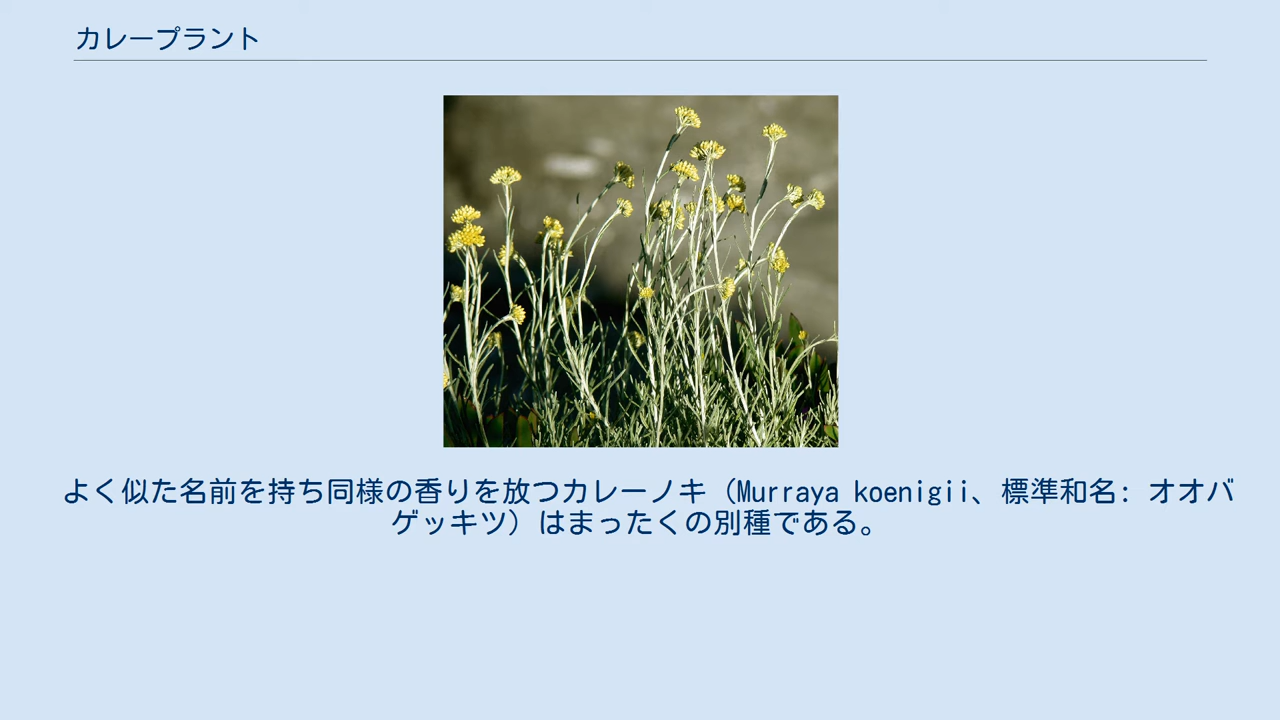 カレープラント
よく似た名前を持ち同様の香りを放つカレーノキ（Murraya koenigii、標準和名: オオバ
ゲッキツ）はまったくの別種である。